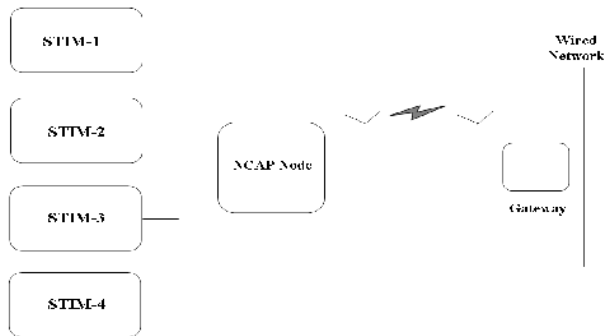 STIM-1
STIM-2
STIM-3
STIM-4
NCAP Node
Wired
Network
Gateway